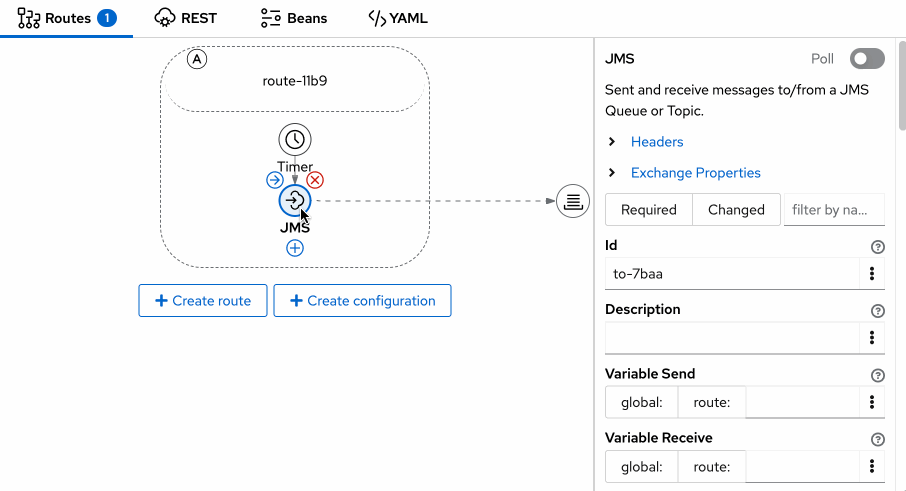 Routes 1 REST Beans YAML
A
route-11b9
Timer
JMS
+ Create route + Create configuration
JMS Poll
Sent and receive messages to/from a JMS
Queue or Topic.
Headers
Exchange Properties
Required Changed filter by na...
Id
to-7baa
Description
Variable Send
global: route:
Variable Receive
global: route: